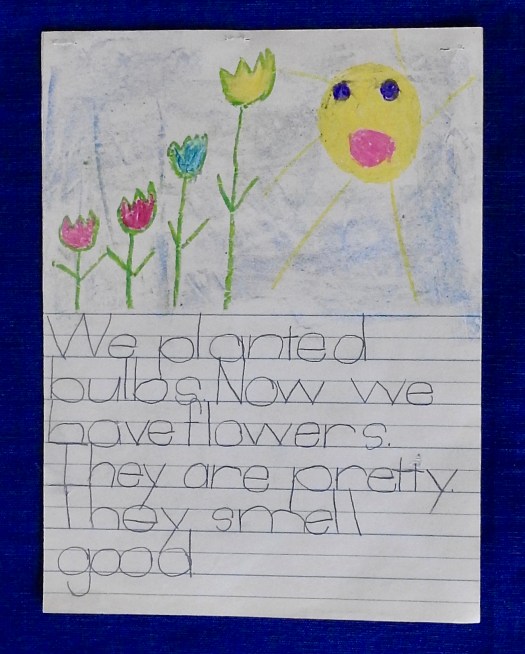 We planted
bulbs. Now we
have flowers.
They are pretty.
They smell
good